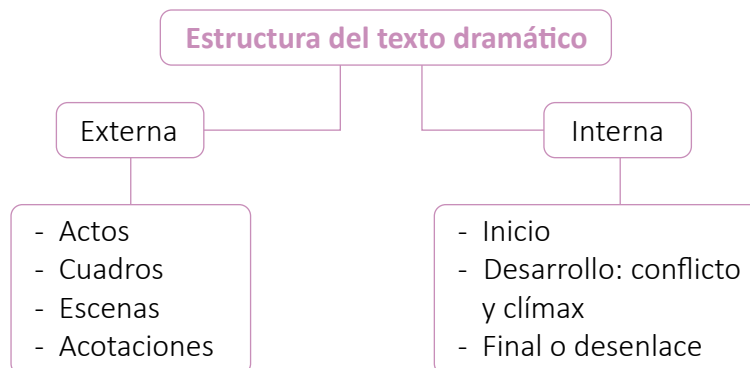 Estructura del texto dramático
Externa
- Actos
- Cuadros
- Escenas
- Acotaciones
Interna
- Inicio
- Desarrollo: conflicto
y clímax
- Final o desenlace